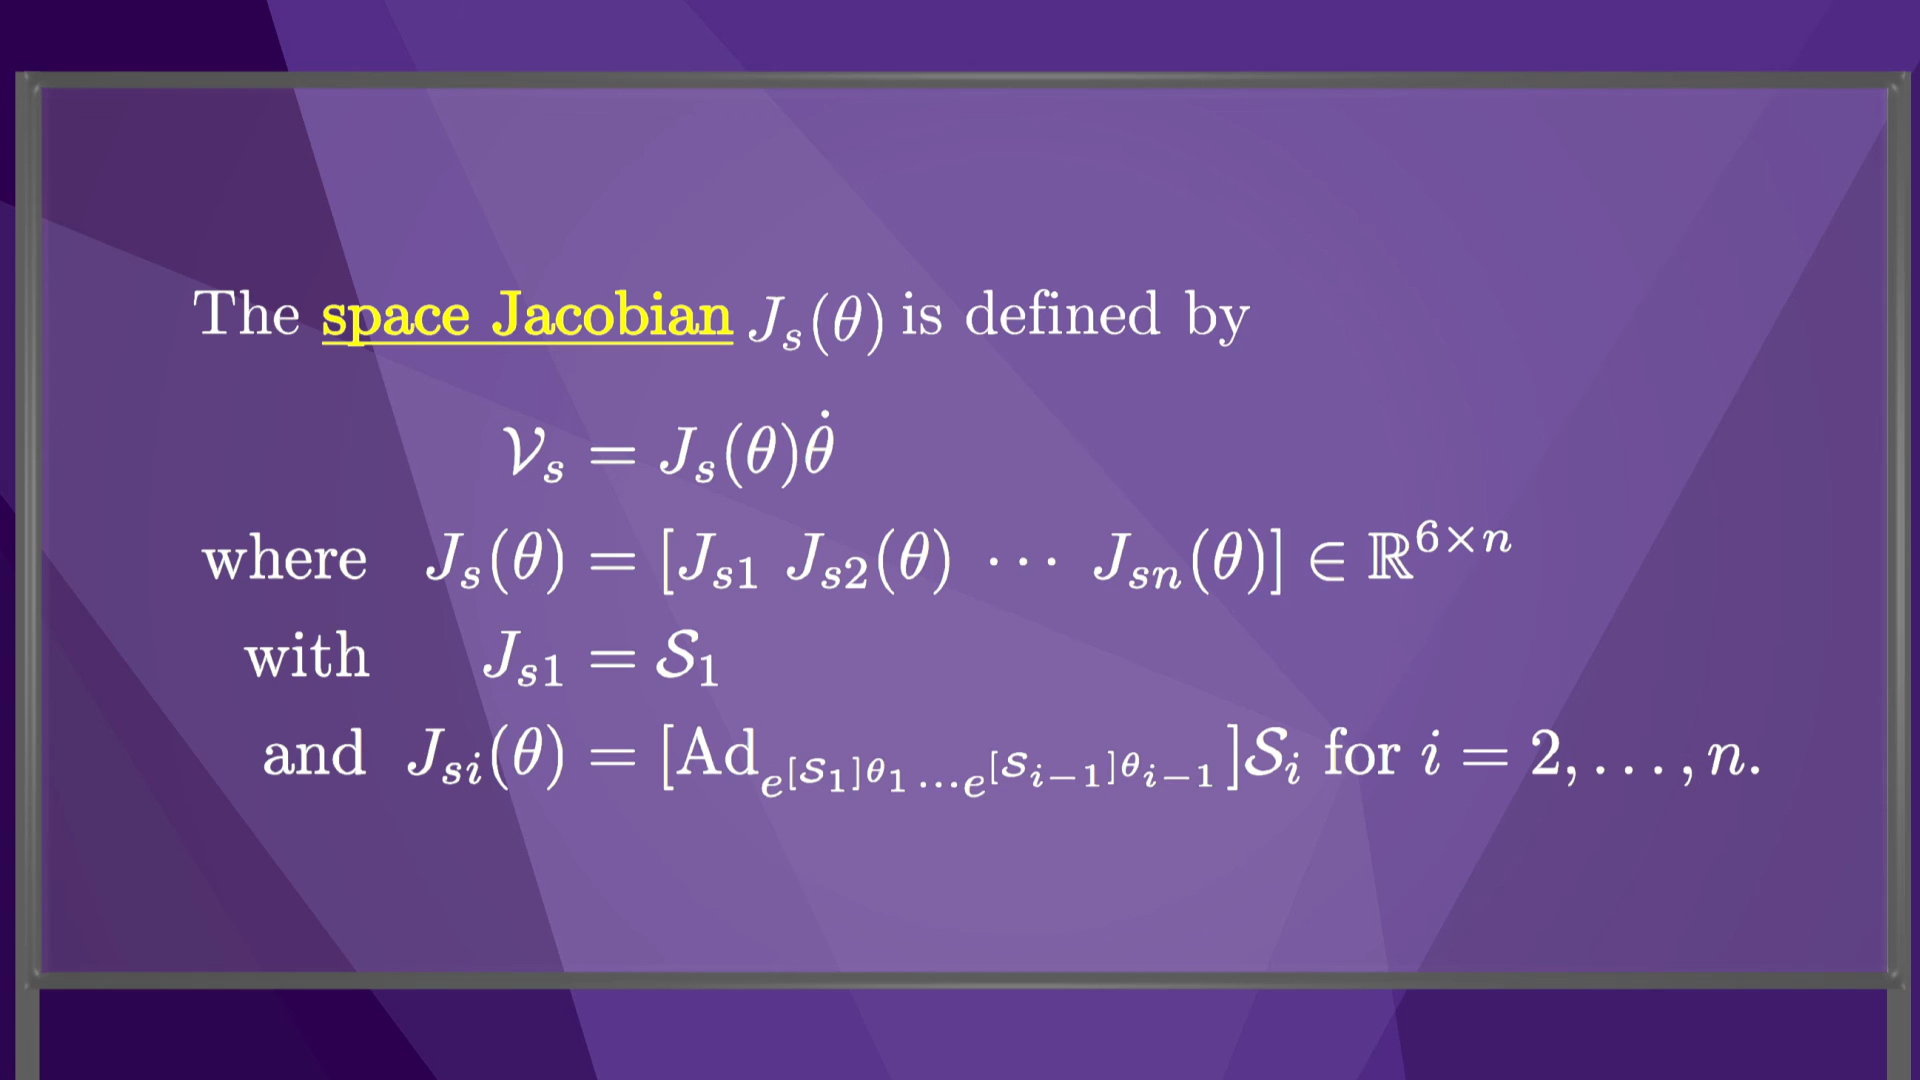 The space Jacobian J_s(θ) is defined by
𝒱_s = J_s(θ)θ̇
where J_s(θ) = [J_{s1} J_{s2}(θ) ⋯ J_{sn}(θ)] ∈ ℝ^{6×n}
with J_{s1} = 𝒮_1
and J_{si}(θ) = [Ad_{e^{[𝒮_1]θ_1}…e^{[𝒮_{i−1}]θ_{i−1}}}]𝒮_i for i = 2, . . . , n.